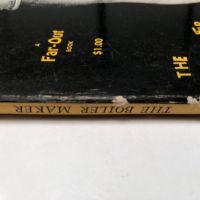 A
Far-Out
BOOK
$1.00
THE
THE BOILER MAKER